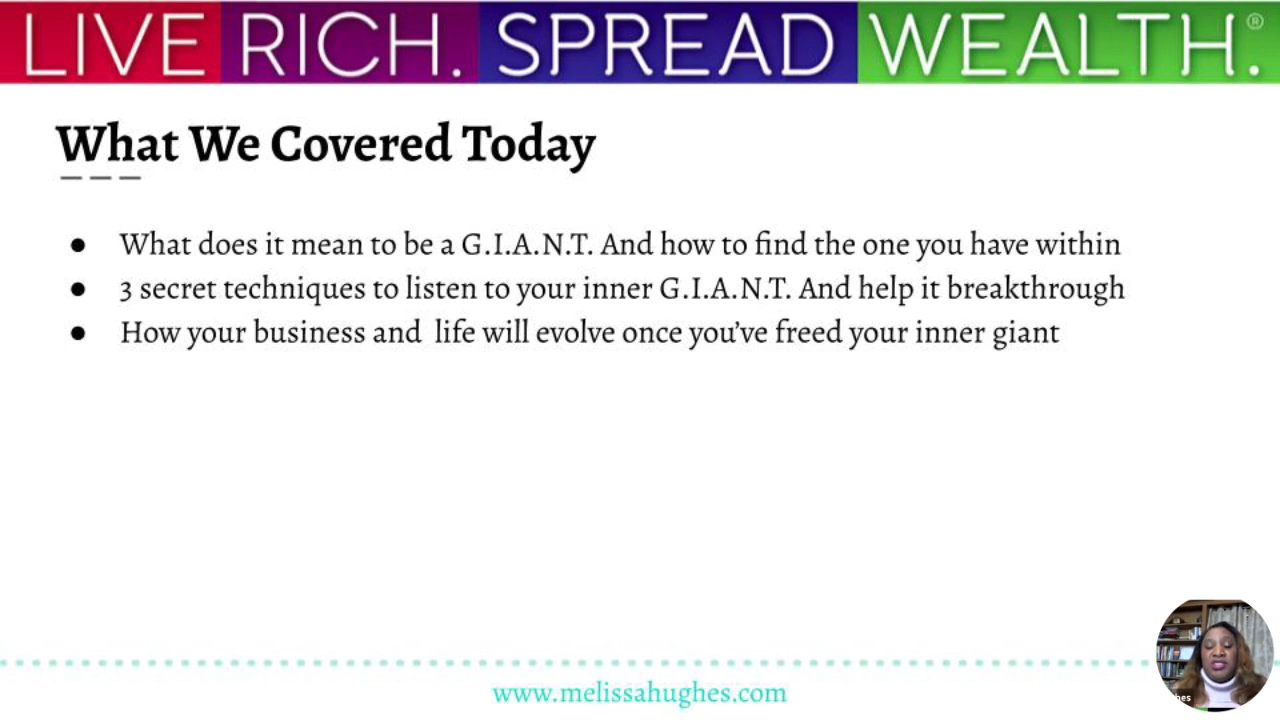 LIVE RICH. SPREAD WEALTH.®
What We Covered Today
● What does it mean to be a G.I.A.N.T. And how to find the one you have within
● 3 secret techniques to listen to your inner G.I.A.N.T. And help it breakthrough
● How your business and  life will evolve once you’ve freed your inner giant
www.melissahughes.com
hes